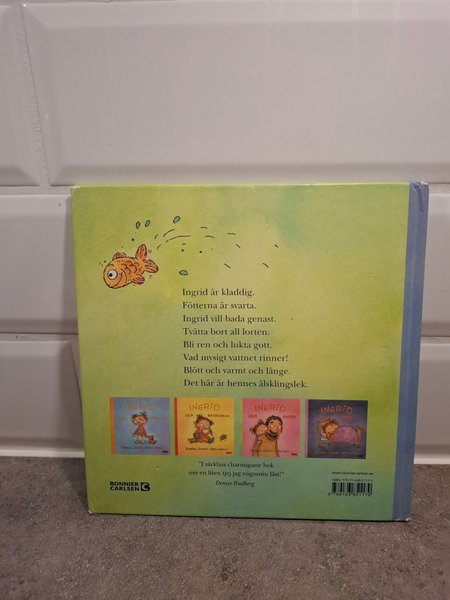 Ingrid är kladdig.
Fötterna är svarta.
Ingrid vill bada genast.
Tvätta bort all lorten.
Bli ren och lukta gott.
Vad mysigt vattnet rinner!
Blött och varmt och länge.
Det här är hennes älsklingslek.
INGRID
INGRID
INGRID
INGRID
"I världens charmigaste bok
om en liten tjej jag någonsin läst!"
Denise Rudberg
www.bonniercarlsen.se
BONNIER
CARLSEN